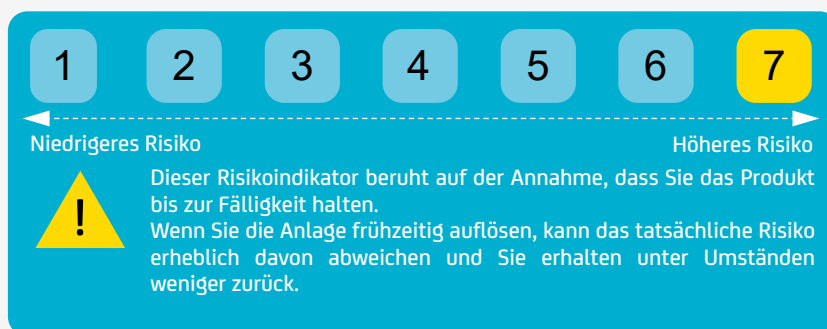 1 2 3 4 5 6 7
Niedrigeres Risiko Höheres Risiko
Dieser Risikoindikator beruht auf der Annahme, dass Sie das Produkt
bis zur Fälligkeit halten.
Wenn Sie die Anlage frühzeitig auflösen, kann das tatsächliche Risiko
erheblich davon abweichen und Sie erhalten unter Umständen
weniger zurück.
!